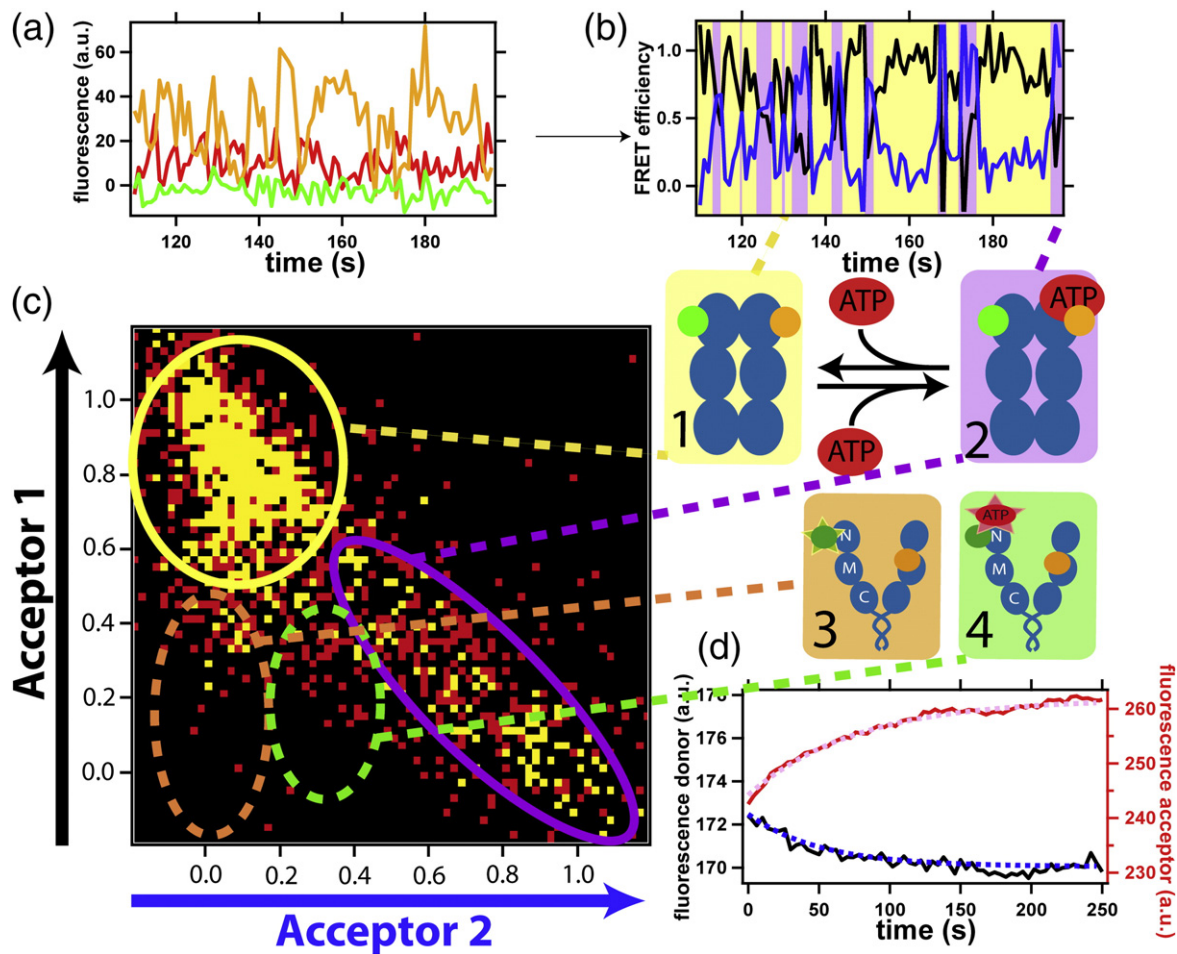 (a)
fluorescence (a.u.)
60
40
20
0
120 140 160 180
time (s)
(b)
FRET efficiency
1.0
0.5
0.0
120 140 160 180
time (s)
(c)
Acceptor 1
1.0
0.8
0.6
0.4
0.2
0.0
0.0 0.2 0.4 0.6 0.8 1.0
Acceptor 2
1
ATP
ATP
ATP
2
N
M
C
3
ATP
N
M
C
4
(d)
fluorescence donor (a.u.)
178
176
174
172
170
fluorescence acceptor (a.u.)
260
250
240
230
0 50 100 150 200 250
time (s)